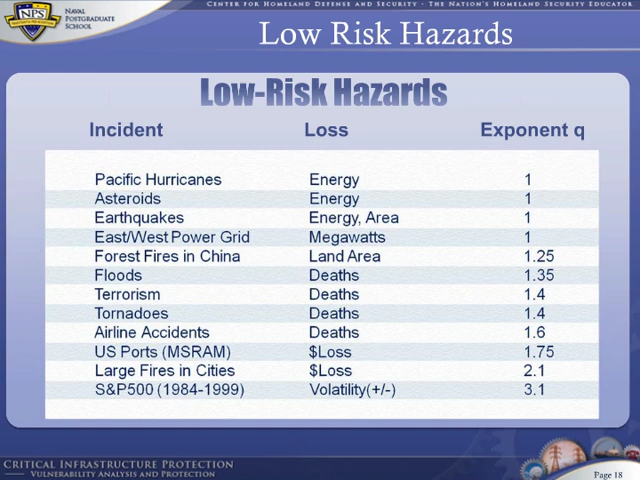 CENTER FOR HOMELAND DEFENSE AND SECURITY - THE NATION'S HOMELAND SECURITY EDUCATOR
NPS
NAVAL
POSTGRADUATE
SCHOOL
Low Risk Hazards
Low-Risk Hazards
Incident Loss Exponent q
Pacific Hurricanes Energy 1
Asteroids Energy 1
Earthquakes Energy, Area 1
East/West Power Grid Megawatts 1
Forest Fires in China Land Area 1.25
Floods Deaths 1.35
Terrorism Deaths 1.4
Tornadoes Deaths 1.4
Airline Accidents Deaths 1.6
US Ports (MSRAM) $Loss 1.75
Large Fires in Cities $Loss 2.1
S&P500 (1984-1999) Volatility(+/-) 3.1
CRITICAL INFRASTRUCTURE PROTECTION
VULNERABILITY ANALYSIS AND PROTECTION
Page 18